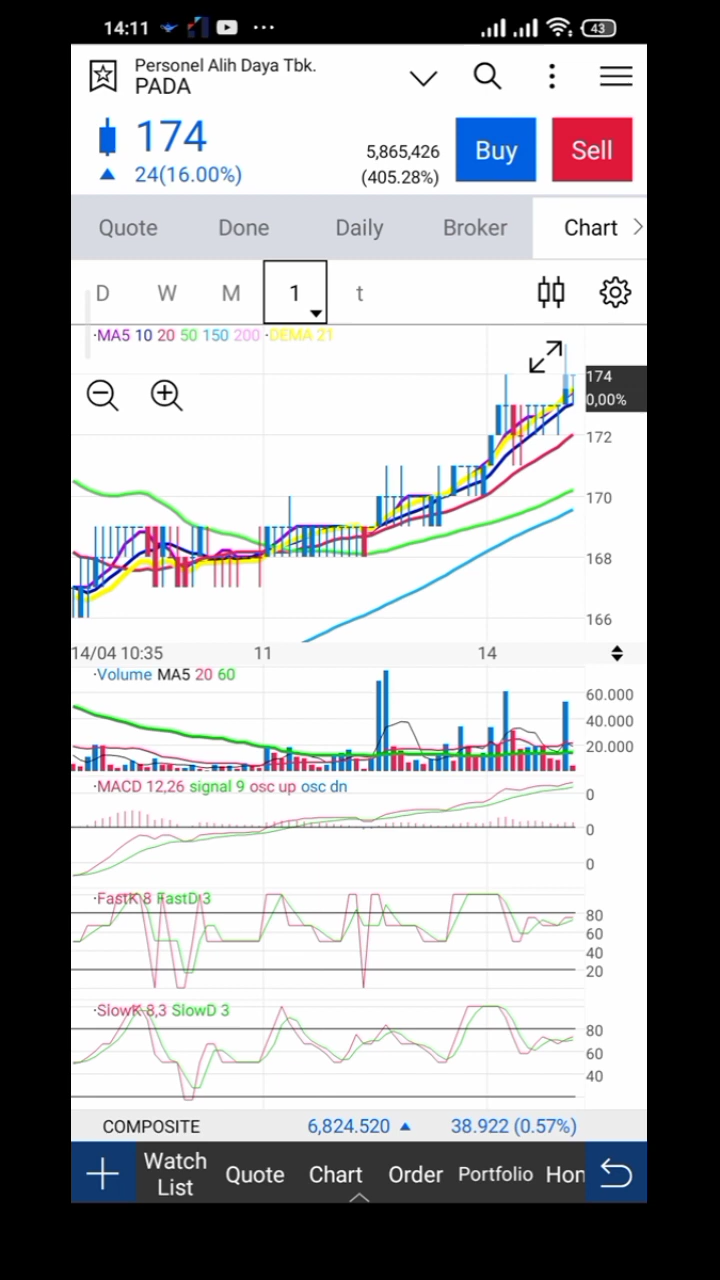 14:11 ... 43
Personel Alih Daya Tbk.
PADA
174
5,865,426
Buy
Sell
24(16.00%)
(405.28%)
Quote Done Daily Broker Chart
D W M 1 t
·MA5 10 20 50 150 200 ·DEMA 21
174
0,00%
172
170
168
166
14/04 10:35 11 14
·Volume MA5 20 60
60.000
40.000
20.000
·MACD 12,26 signal 9 osc up osc dn
0
0
0
·FastK 8 FastD 3
80
60
40
20
·SlowK 8,3 SlowD 3
80
60
40
COMPOSITE 6,824.520 38.922 (0.57%)
Watch List Quote Chart Order Portfolio Hon